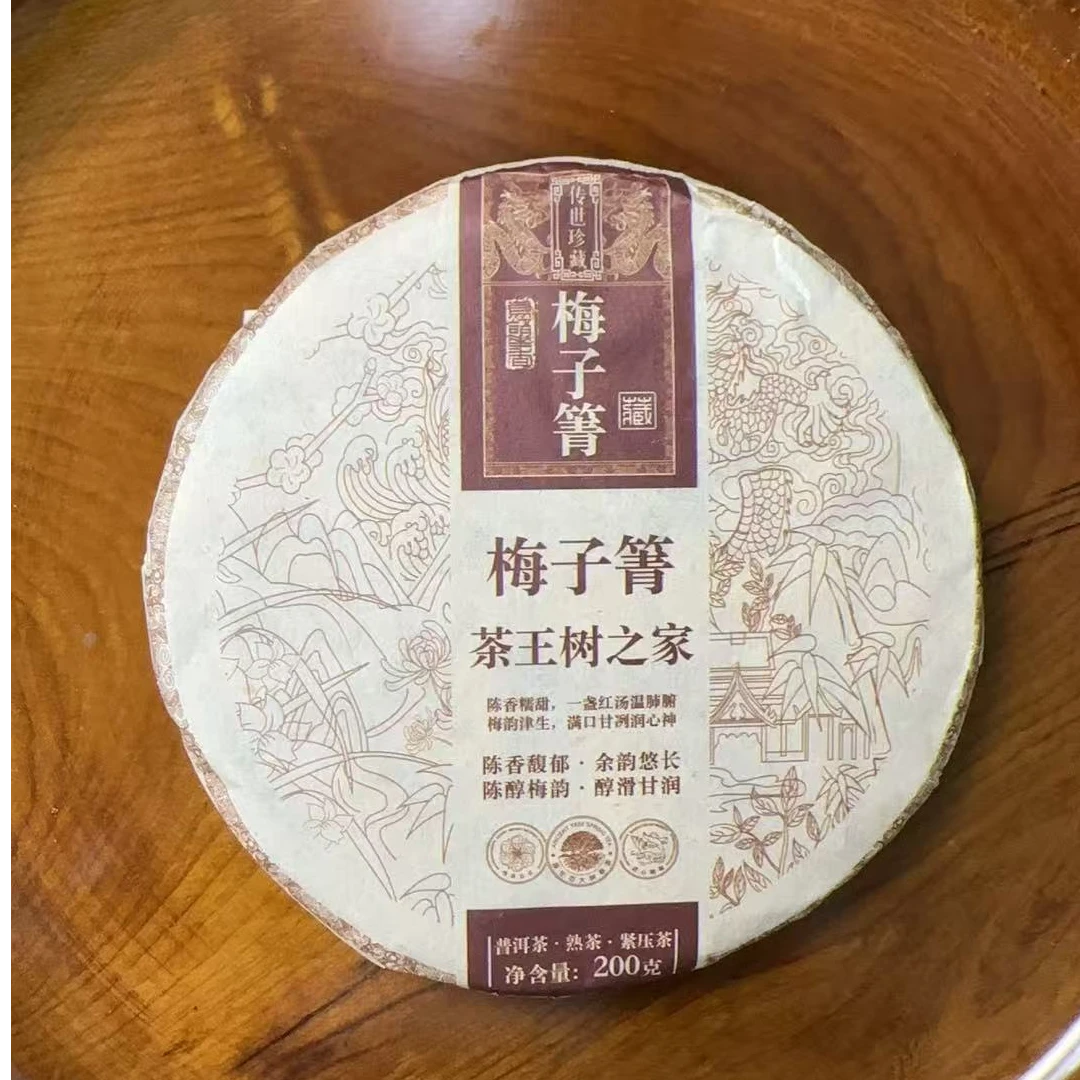 传世珍藏
梅子箐
藏
梅子箐
茶王树之家
陈香糯甜，一盏红汤温肺腑
梅韵津生，满口甘冽润心神
陈香馥郁·余韵悠长
陈醇梅韵·醇滑甘润
普洱茶·熟茶·紧压茶
净含量：200克